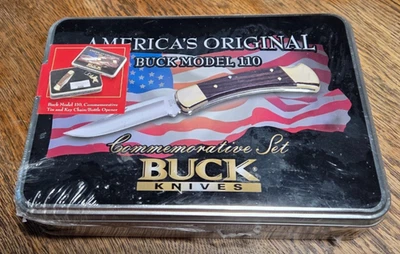 AMERICA'S ORIGINAL
BUCK MODEL 110
Buck Model 110, Commemorative
Tin and Key Chain/Bottle Opener
Commemorative Set
BUCK
KNIVES